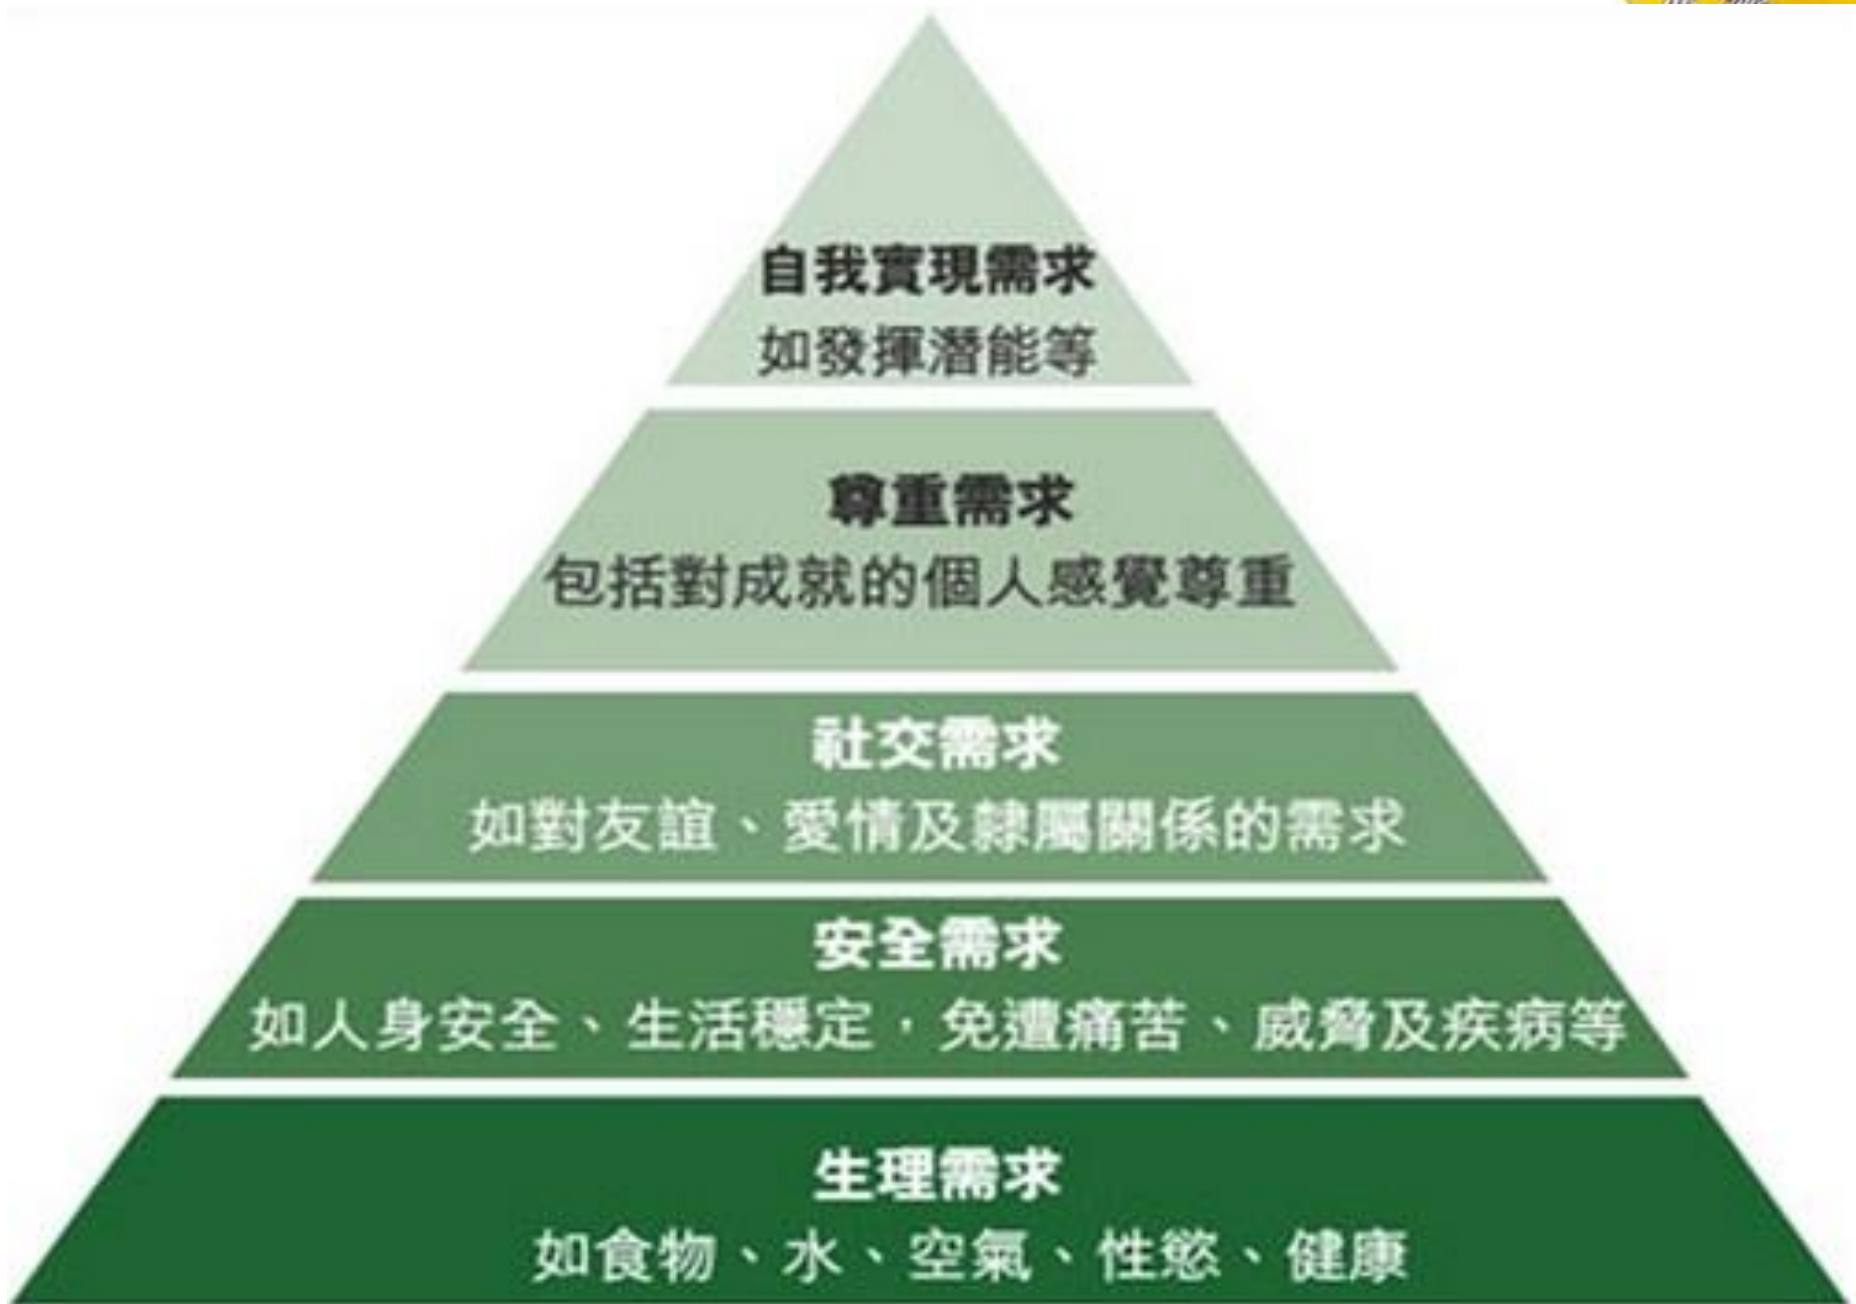 自我實現需求
如發揮潛能等
尊重需求
包括對成就的個人感覺尊重
社交需求
如對友誼、愛情及隸屬關係的需求
安全需求
如人身安全、生活穩定，免遭痛苦、威脅及疾病等
生理需求
如食物、水、空氣、性慾、健康